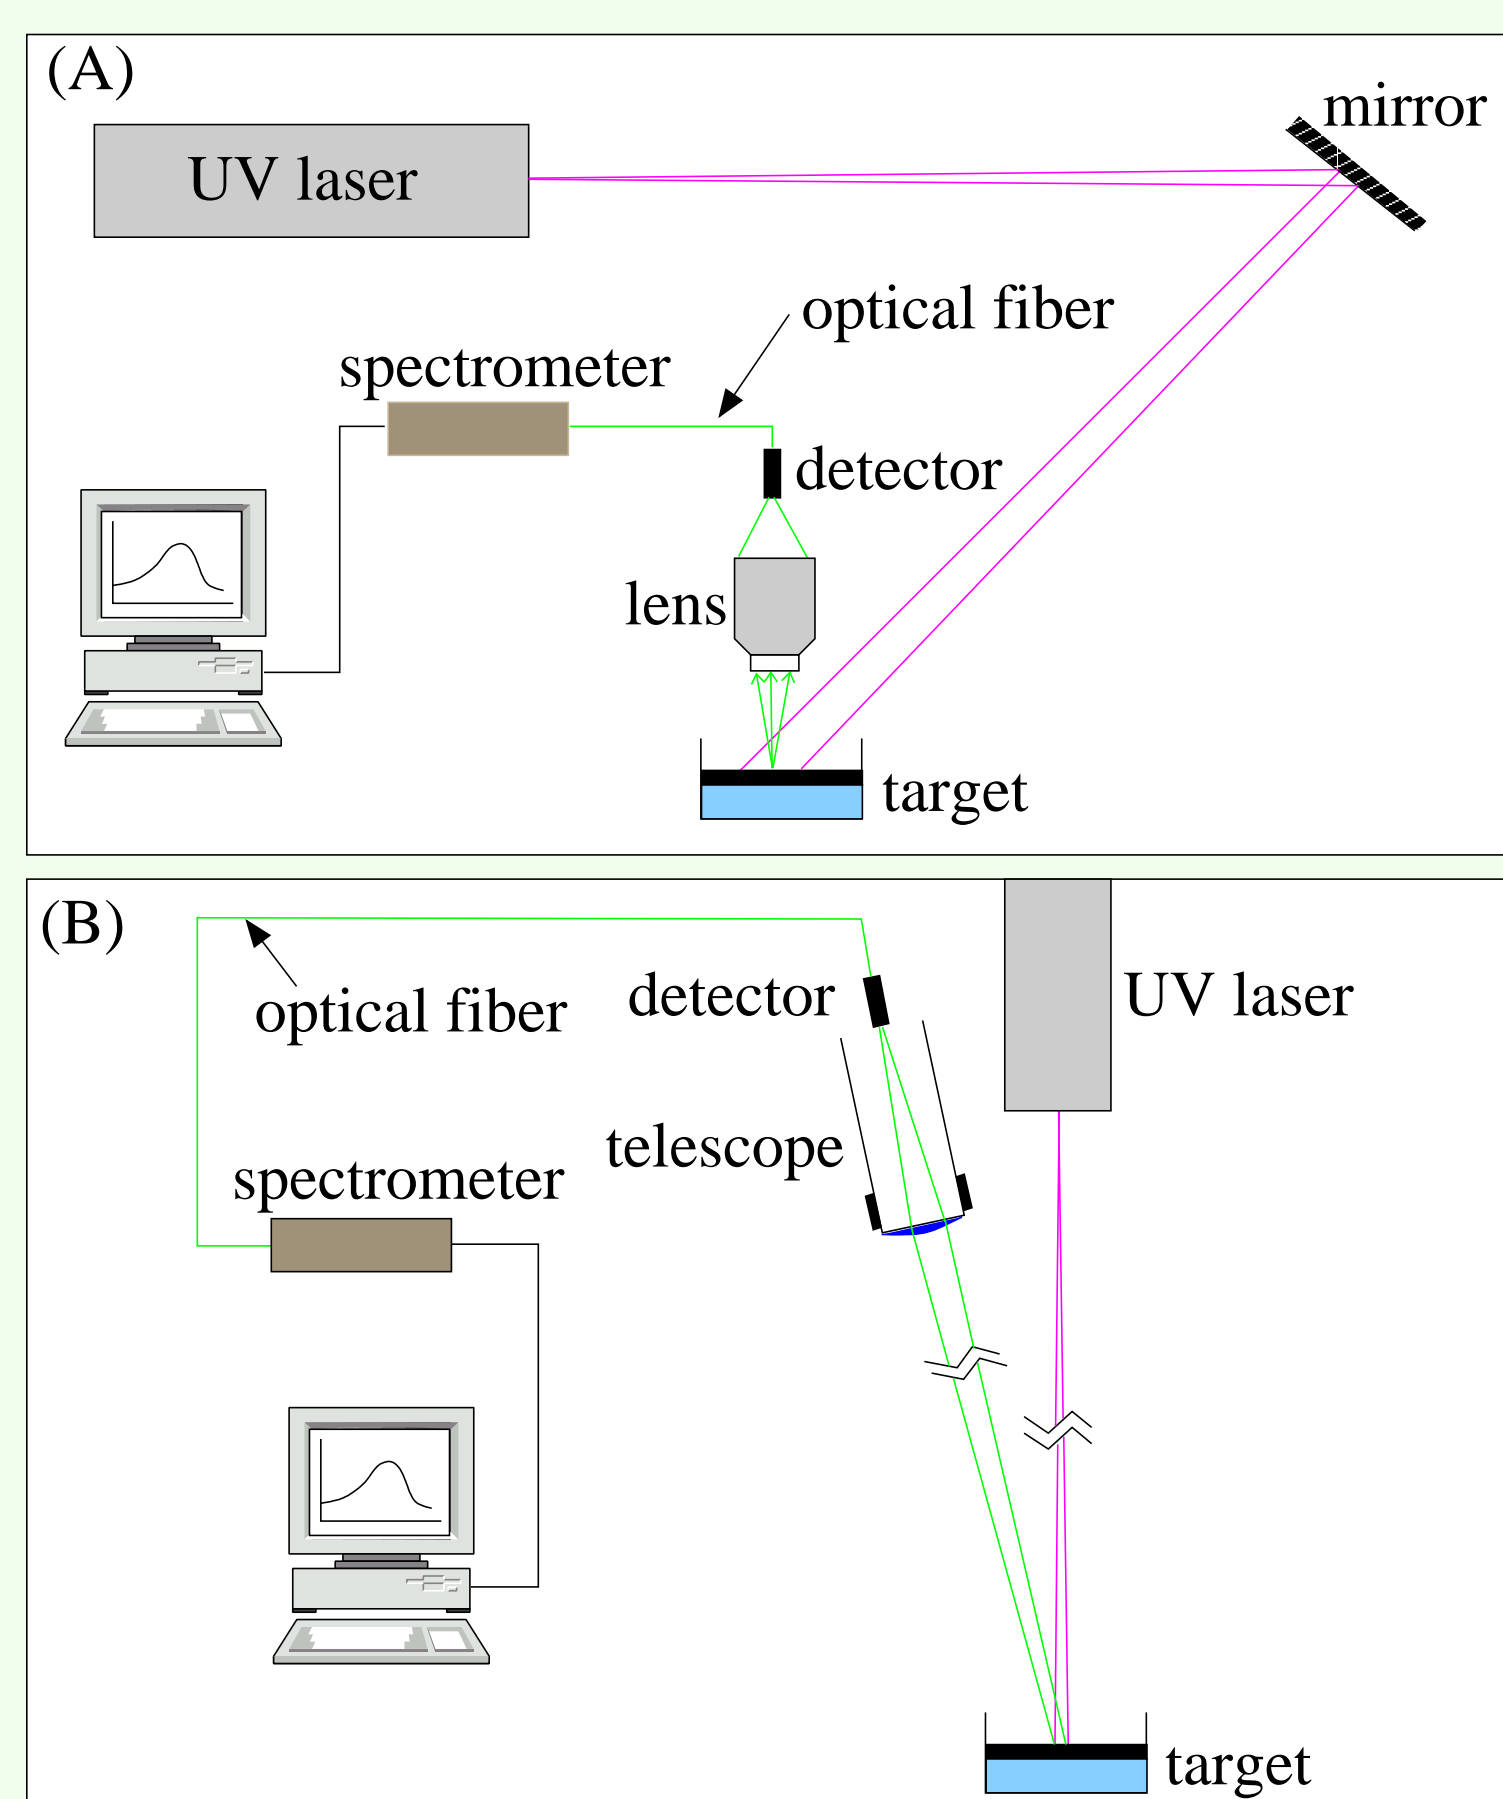 (A)
mirror
UV laser
optical fiber
spectrometer
detector
lens
target
(B)
UV laser
detector
optical fiber
telescope
spectrometer
target